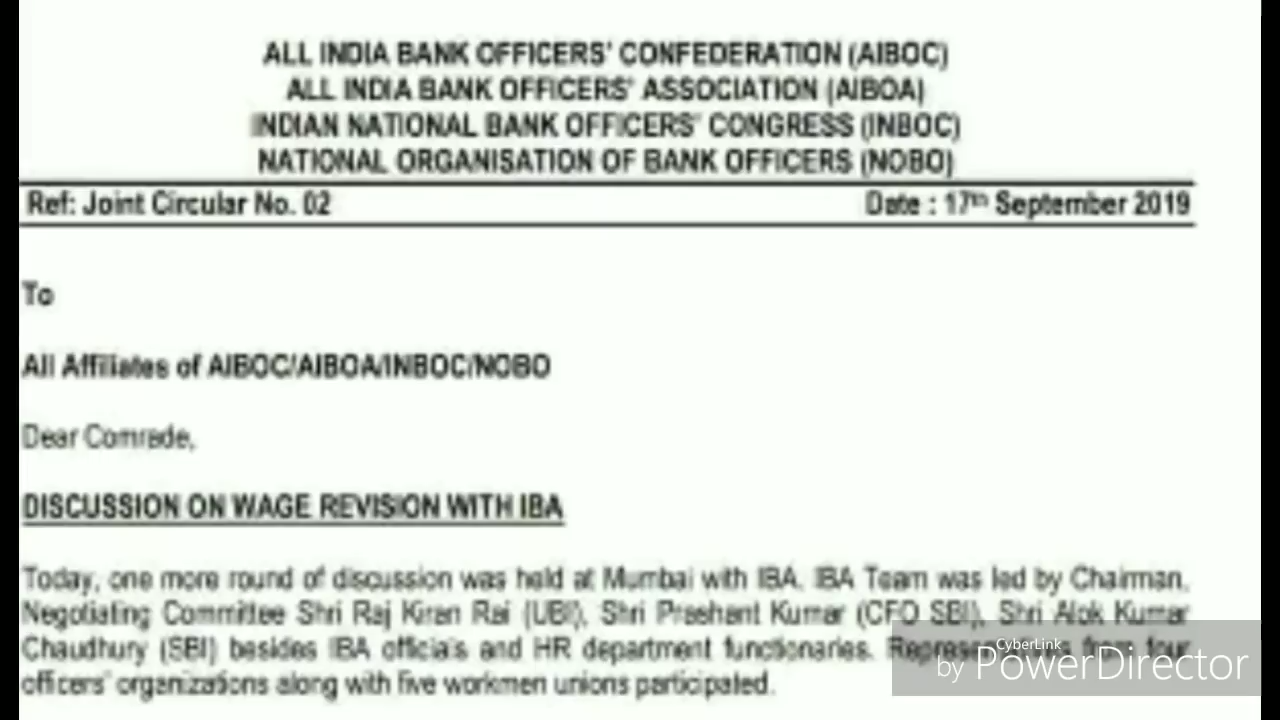 ALL INDIA BANK OFFICERS' CONFEDERATION (AIBOC)
ALL INDIA BANK OFFICERS' ASSOCIATION (AIBOA)
INDIAN NATIONAL BANK OFFICERS' CONGRESS (INBOC)
NATIONAL ORGANISATION OF BANK OFFICERS (NOBO)
Ref: Joint Circular No. 02 Date : 17th September 2019
To
All Affiliates of AIBOC/AIBOA/INBOC/NOBO
Dear Comrade,
DISCUSSION ON WAGE REVISION WITH IBA
Today, one more round of discussion was held at Mumbai with IBA. IBA Team was led by Chairman,
Negotiating Committee Shri Raj Kiran Rai (UBI), Shri Prashant Kumar (CFO SBI), Shri Alok Kumar
Chaudhury (SBI) besides IBA officials and HR department functionaries. from four
officers' organizations along with five workmen unions participated.
CyberLink
by PowerDirector